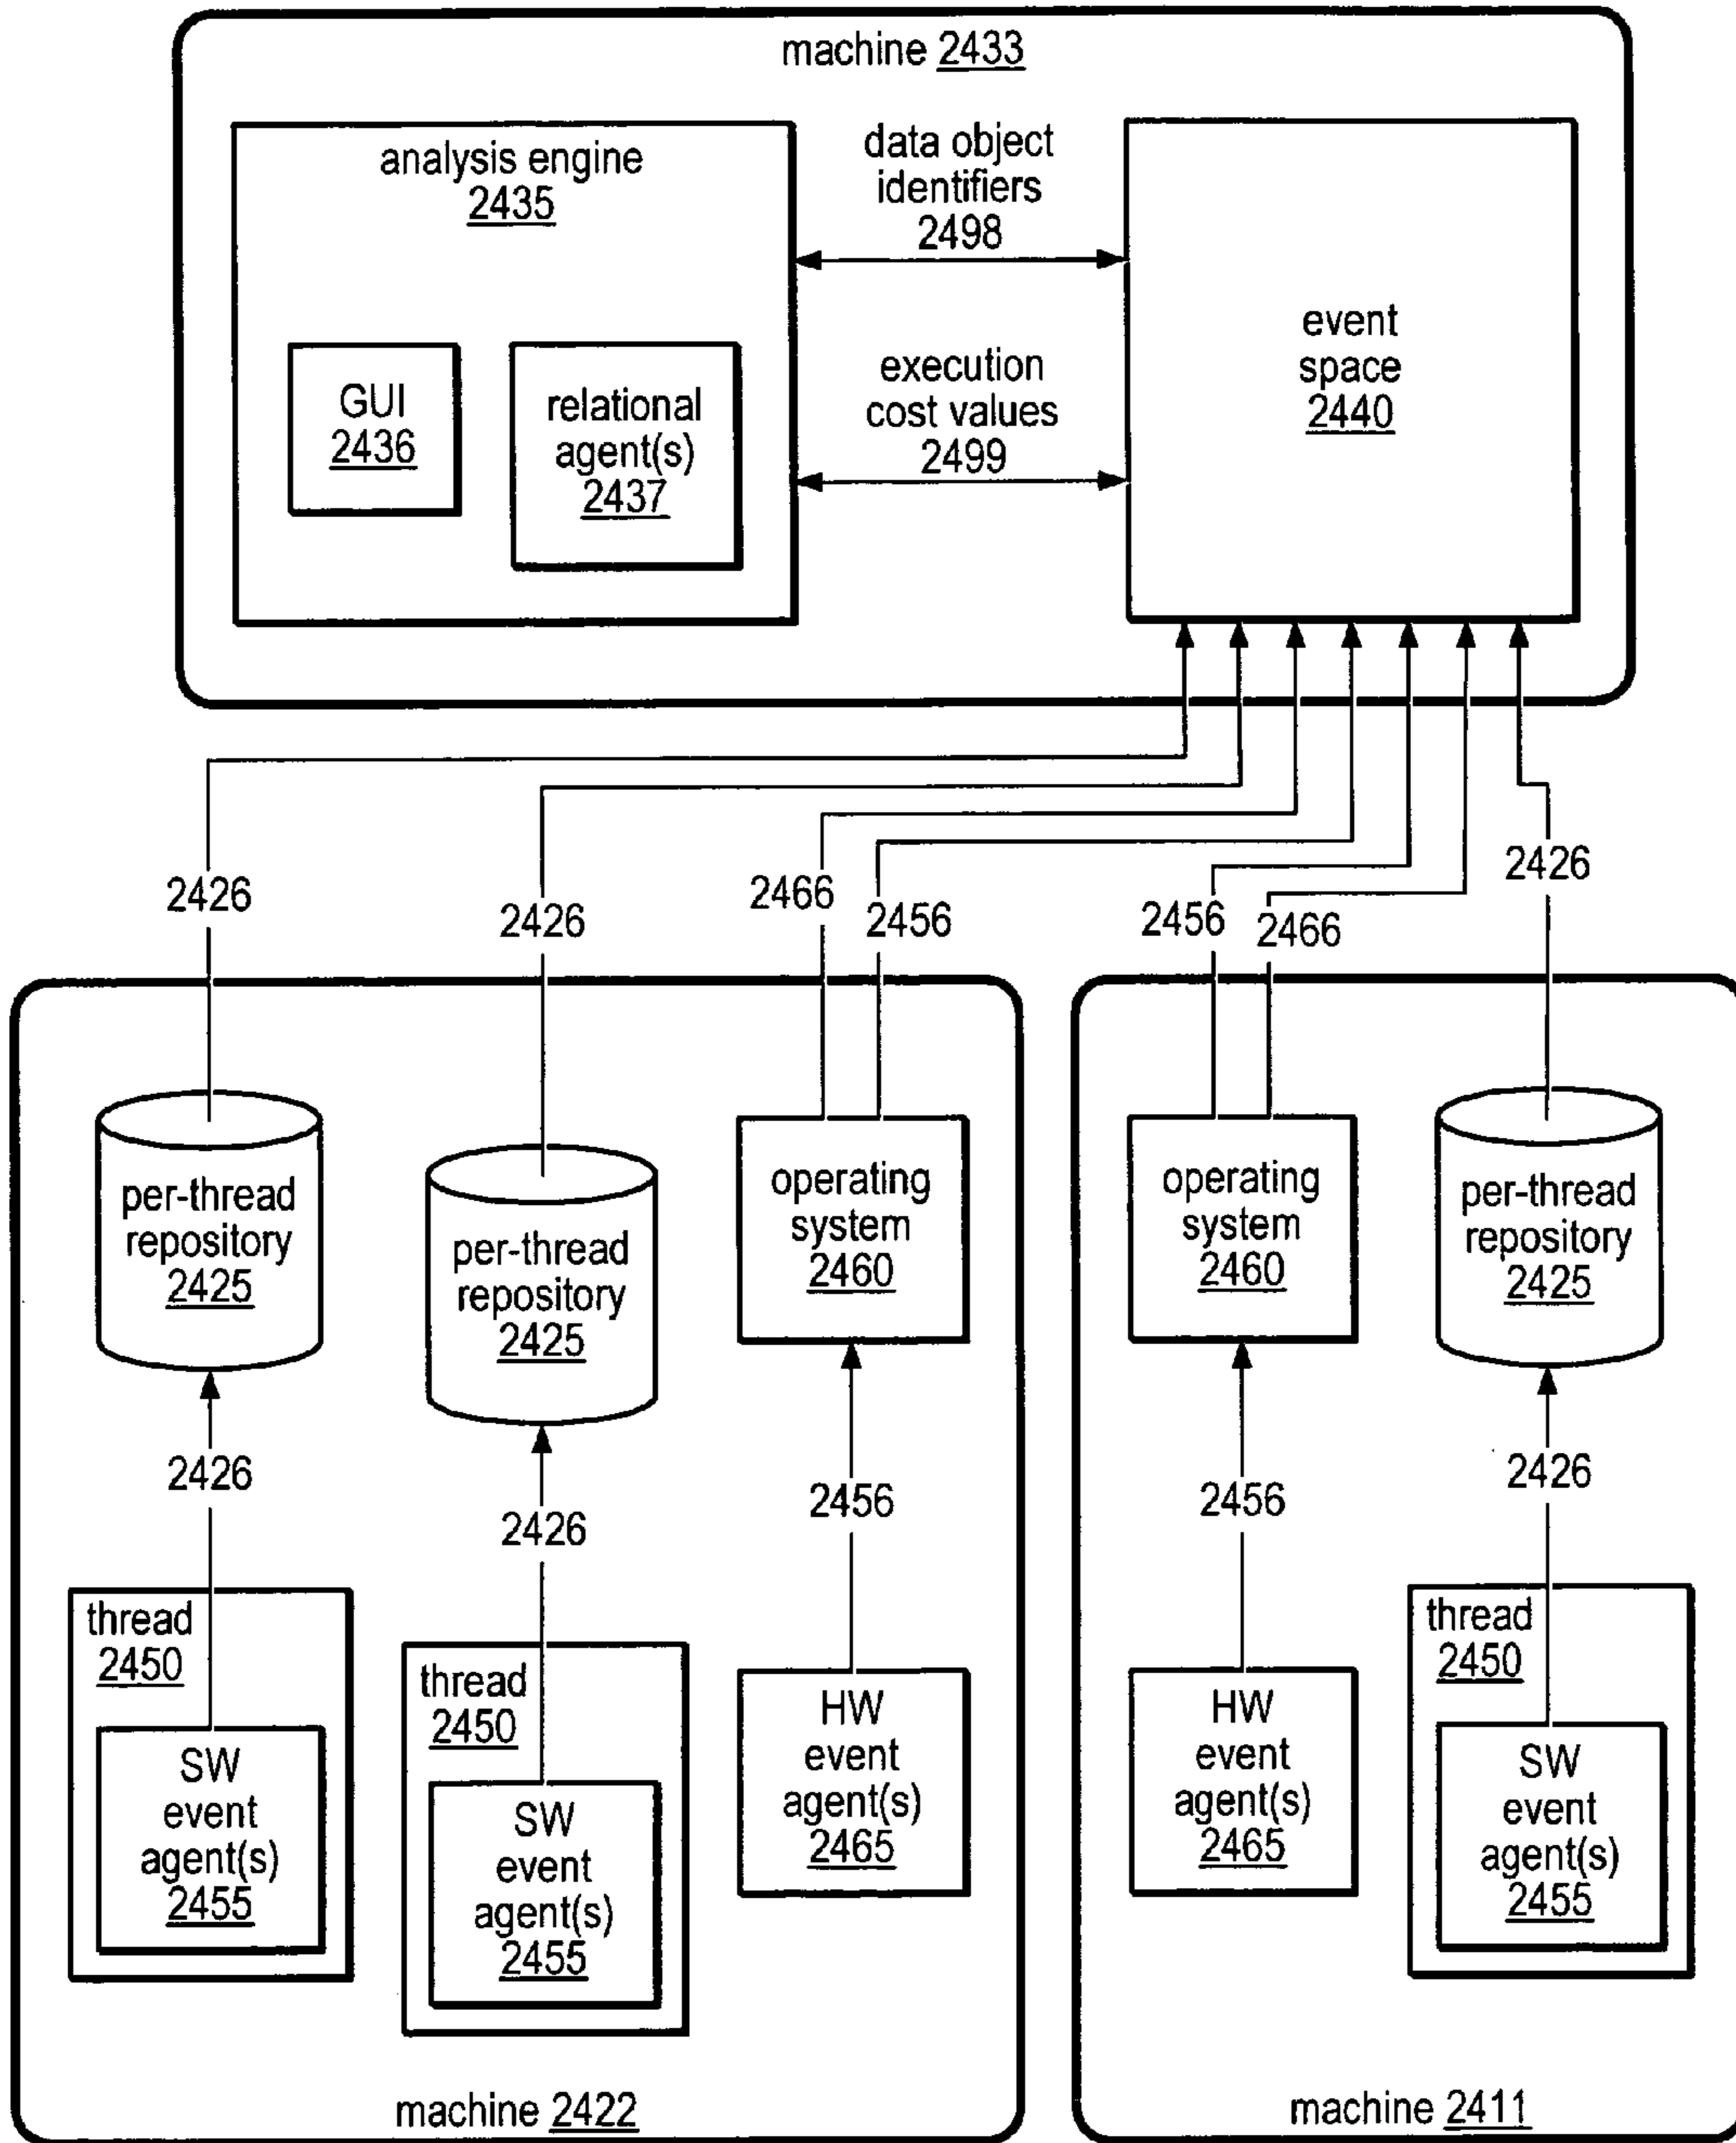 machine 2433
analysis engine
2435
data object
identifiers
2498
GUI
2436
relational
agent(s)
2437
execution
cost values
2499
event
space
2440
2426
2426
2466
2456
2456
2466
2426
per-thread
repository
2425
per-thread
repository
2425
operating
system
2460
operating
system
2460
per-thread
repository
2425
2426
2426
2456
2456
2426
thread
2450
SW
event
agent(s)
2455
thread
2450
SW
event
agent(s)
2455
HW
event
agent(s)
2465
HW
event
agent(s)
2465
thread
2450
SW
event
agent(s)
2455
machine 2422
machine 2411